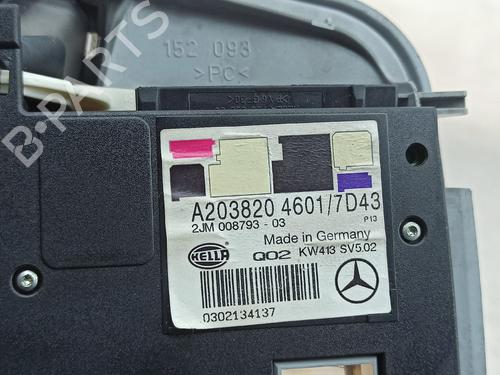 152 093
>PC<
B-PARTS
A203820 4601/7D43
2JM 008793 - 03
P13
Made in Germany
HELLA
Q02 KW413 SV5.02
0302134137